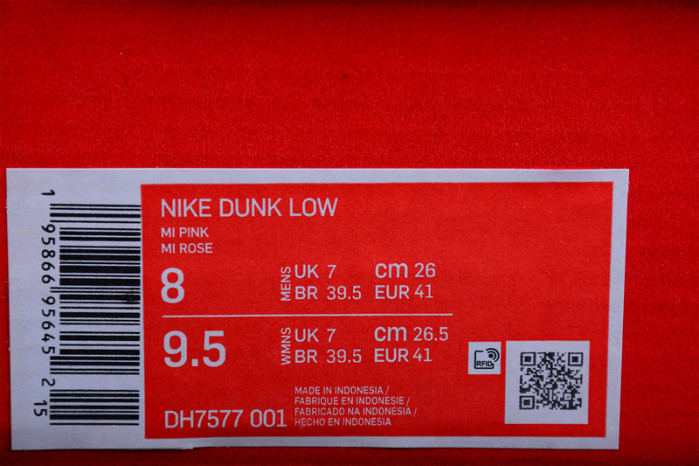 NIKE DUNK LOW
MI PINK
MI ROSE
8
MENS
UK 7 cm 26
BR 39.5 EUR 41
9.5
WMNS
UK 7 cm 26.5
BR 39.5 EUR 41
RFID
MADE IN INDONESIA /
FABRIQUE EN INDONESIE /
FABRICADO NA INDONESIA /
HECHO EN INDONESIA
DH7577 001
1 95866 95645 2 15